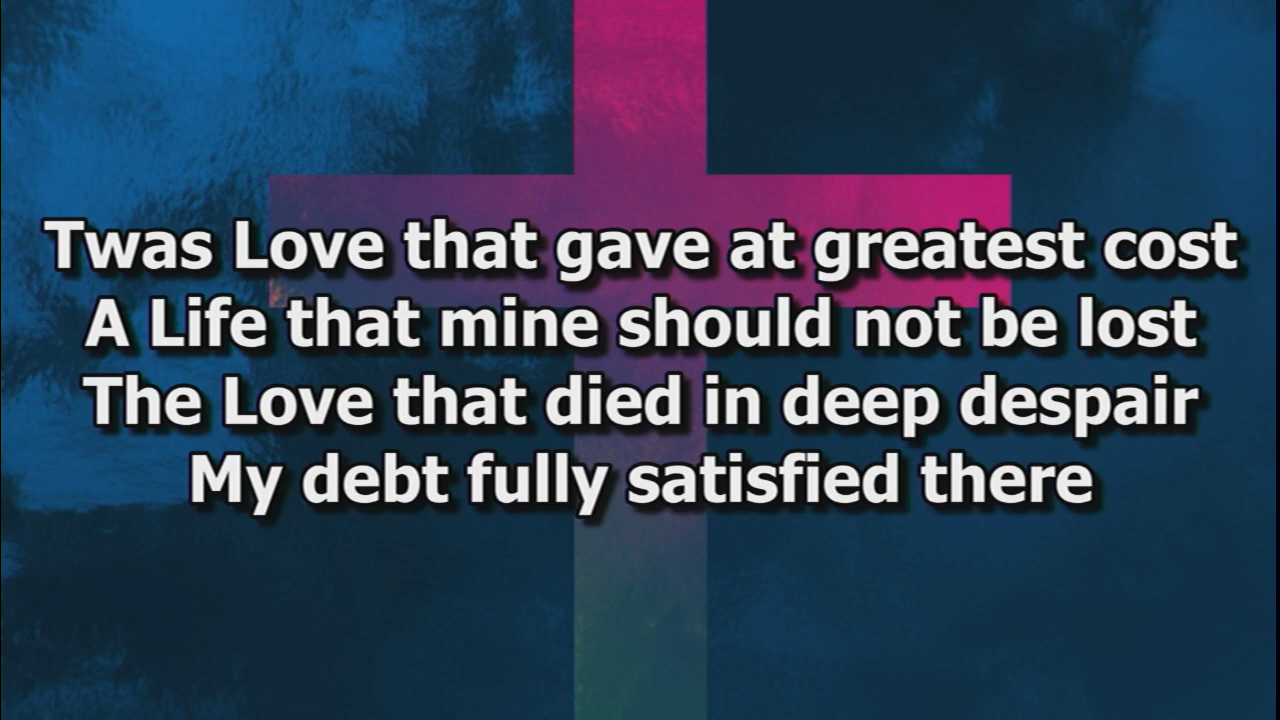 Twas Love that gave at greatest cost
A Life that mine should not be lost
The Love that died in deep despair
My debt fully satisfied there